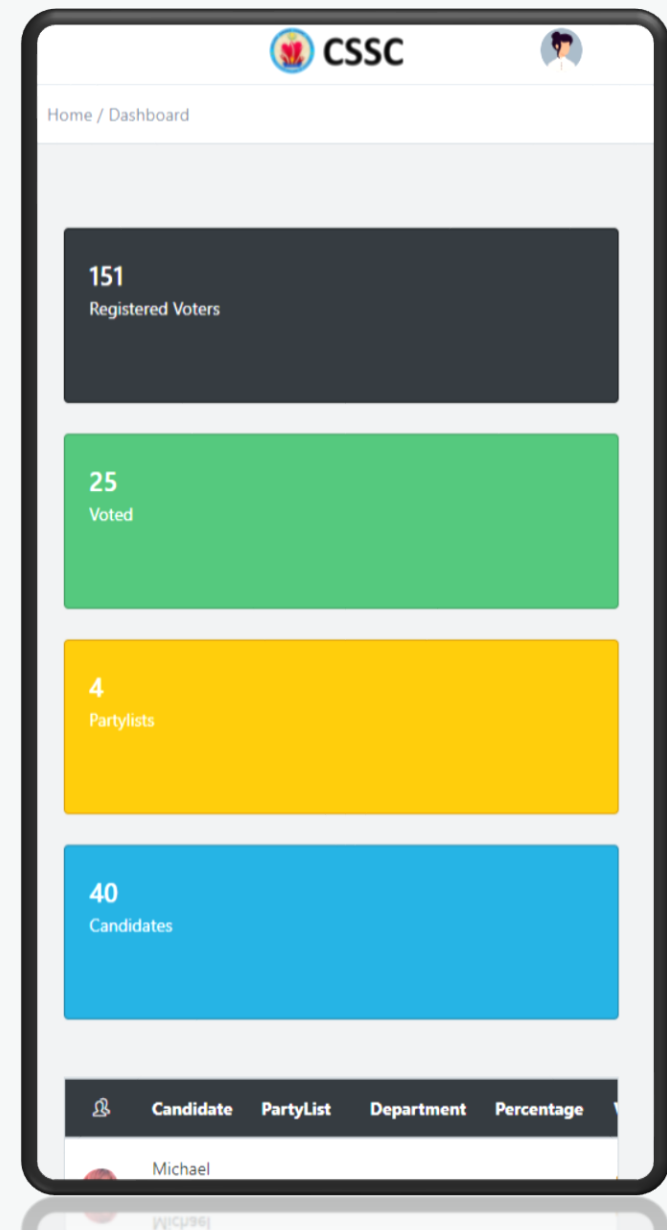 CSSC
Home / Dashboard
151
Registered Voters
25
Voted
4
Partylists
40
Candidates
Candidate PartyList Department Percentage
Michael